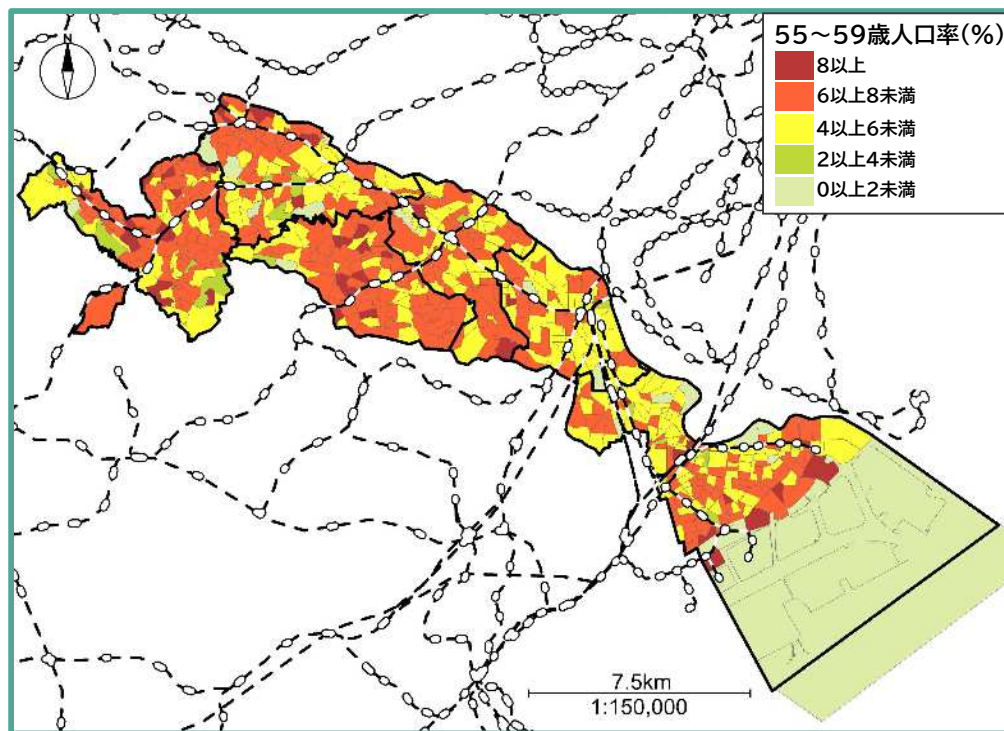 N
55～59歳人口率(%)
8以上
6以上8未満
4以上6未満
2以上4未満
0以上2未満
7.5km
1:150,000